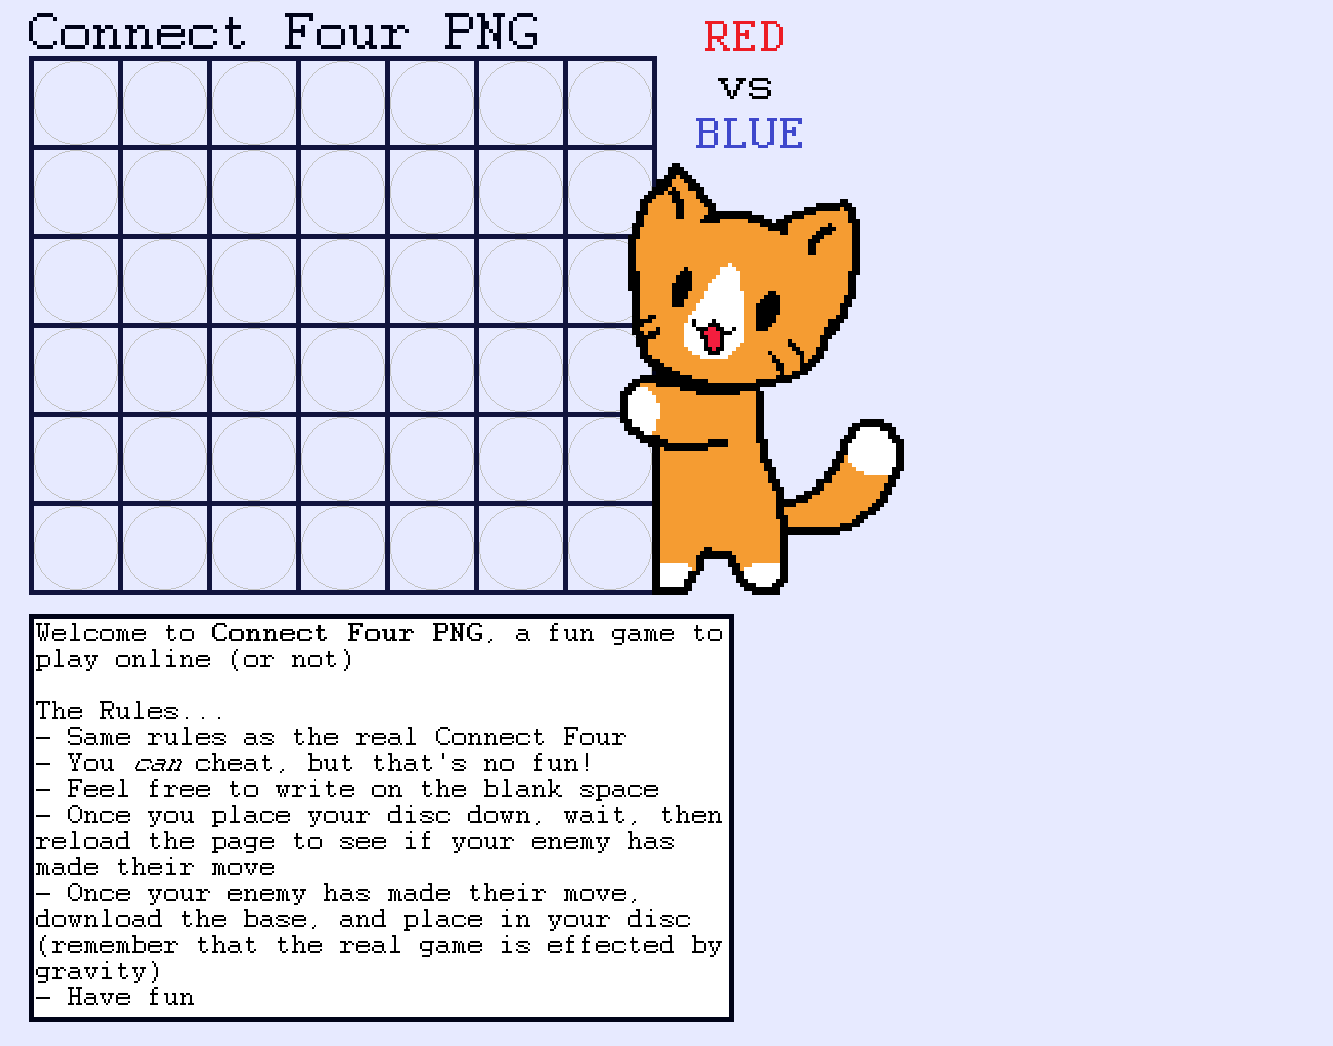 Connect Four PNG
RED
vs
BLUE
Welcome to Connect Four PNG, a fun game to
play online (or not)
The Rules...
- Same rules as the real Connect Four
- You can cheat, but that's no fun!
- Feel free to write on the blank space
- Once you place your disc down, wait, then
reload the page to see if your enemy has
made their move
- Once your enemy has made their move,
download the base, and place in your disc
(remember that the real game is effected by
gravity)
- Have fun